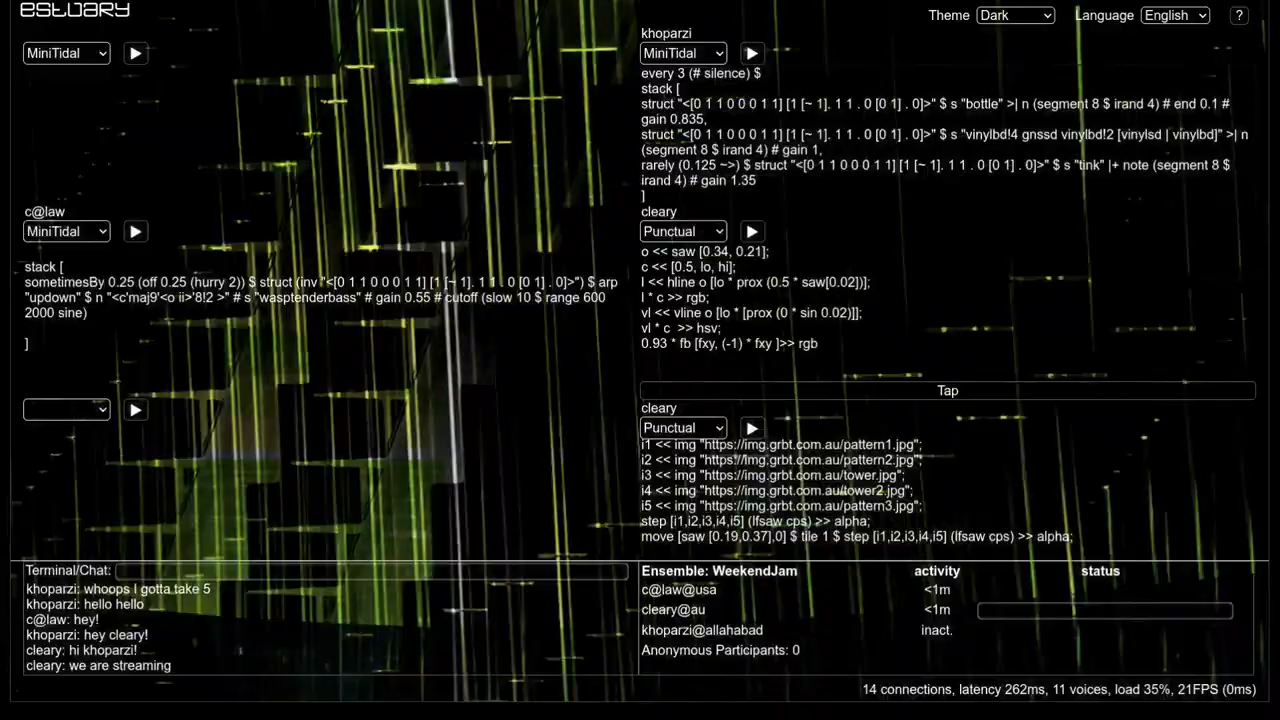 estuary
Theme Dark Language English ?
MiniTidal
c@law
MiniTidal
stack [
sometimesBy 0.25 (off 0.25 (hurry 2)) $ struct (inv "<[0 1 1 0 0 0 1 1] [1 [~ 1]. 1 1 . 0 [0 1] . 0]>") $ arp
"updown" $ n "<c'maj9'<o ii>'8!2 >" # s "wasptenderbass" # gain 0.55 # cutoff (slow 10 $ range 600
2000 sine)
]
khoparzi
MiniTidal
every 3 (# silence) $
stack [
struct "<[0 1 1 0 0 0 1 1] [1 [~ 1]. 1 1 . 0 [0 1] . 0]>" $ s "bottle" >| n (segment 8 $ irand 4) # end 0.1 #
gain 0.835,
struct "<[0 1 1 0 0 0 1 1] [1 [~ 1]. 1 1 . 0 [0 1] . 0]>" $ s "vinylbd!4 gnssd vinylbd!2 [vinylsd | vinylbd]" >| n
(segment 8 $ irand 4) # gain 1,
rarely (0.125 ~>) $ struct "<[0 1 1 0 0 0 1 1] [1 [~ 1]. 1 1 . 0 [0 1] . 0]>" $ s "tink" |+ note (segment 8 $
irand 4) # gain 1.35
]
cleary
Punctual
o << saw [0.34, 0.21];
c << [0.5, lo, hi];
l << hline o [lo * prox (0.5 * saw[0.02])];
l * c >> rgb;
vl << vline o [lo * [prox (0 * sin 0.02)]];
vl * c  >> hsv;
0.93 * fb [fxy, (-1) * fxy ]>> rgb
Tap
cleary
Punctual
i1 << img "https://img.grbt.com.au/pattern1.jpg";
i2 << img "https://img.grbt.com.au/pattern2.jpg";
i3 << img "https://img.grbt.com.au/tower.jpg";
i4 << img "https://img.grbt.com.au/tower2.jpg";
i5 << img "https://img.grbt.com.au/pattern3.jpg";
step [i1,i2,i3,i4,i5] (lfsaw cps) >> alpha;
move [saw [0.19,0.37],0] $ tile 1 $ step [i1,i2,i3,i4,i5] (lfsaw cps) >> alpha;
Terminal/Chat:
khoparzi: whoops I gotta take 5
khoparzi: hello hello
c@law: hey!
khoparzi: hey cleary!
cleary: hi khoparzi!
cleary: we are streaming
Ensemble: WeekendJam activity status
c@law@usa <1m
cleary@au <1m
khoparzi@allahabad inact.
Anonymous Participants: 0
14 connections, latency 262ms, 11 voices, load 35%, 21FPS (0ms)